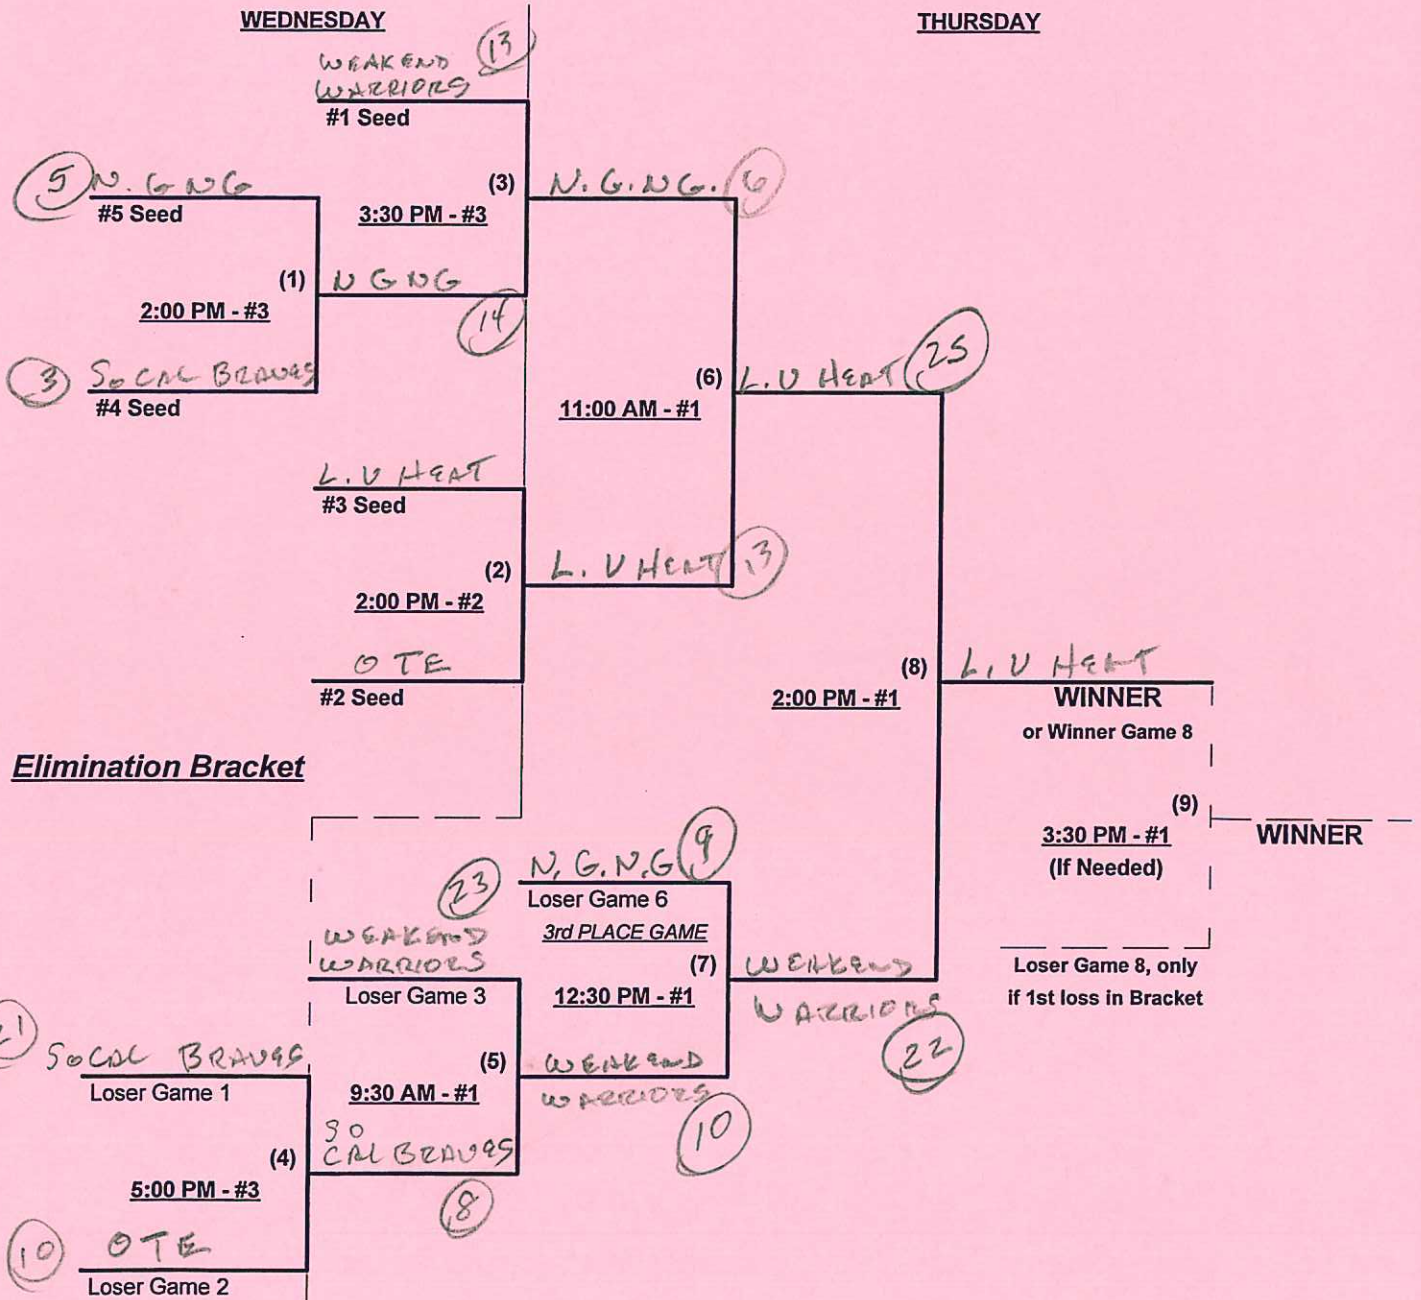 WEDNESDAY
THURSDAY
WEAKEND 13
WARRIORS
#1 Seed
5 N. G NG
#5 Seed
(3)
3:30 PM - #3
N. G. NG. 6
(1)
2:00 PM - #3
N G NG
14
3 SoCAL BRAVES
#4 Seed
(6)
11:00 AM - #1
L. V HEAT 25
L. V HEAT
#3 Seed
(2)
2:00 PM - #2
L. V HEAT 13
OTE
#2 Seed
(8)
2:00 PM - #1
L. V HEAT
WINNER
or Winner Game 8
Elimination Bracket
(9)
3:30 PM - #1
(If Needed)
WINNER
23
N. G. N. G 9
Loser Game 6
3rd PLACE GAME
WEAKEND
WARRIORS
Loser Game 3
(7)
12:30 PM - #1
WEAKEND
WARRIORS
22
Loser Game 8, only
if 1st loss in Bracket
21
SoCAL BRAVES
Loser Game 1
(5)
9:30 AM - #1
WEAKEND
WARRIORS
10
(4)
5:00 PM - #3
SO
CAL BRAVES
8
10 OTE
Loser Game 2